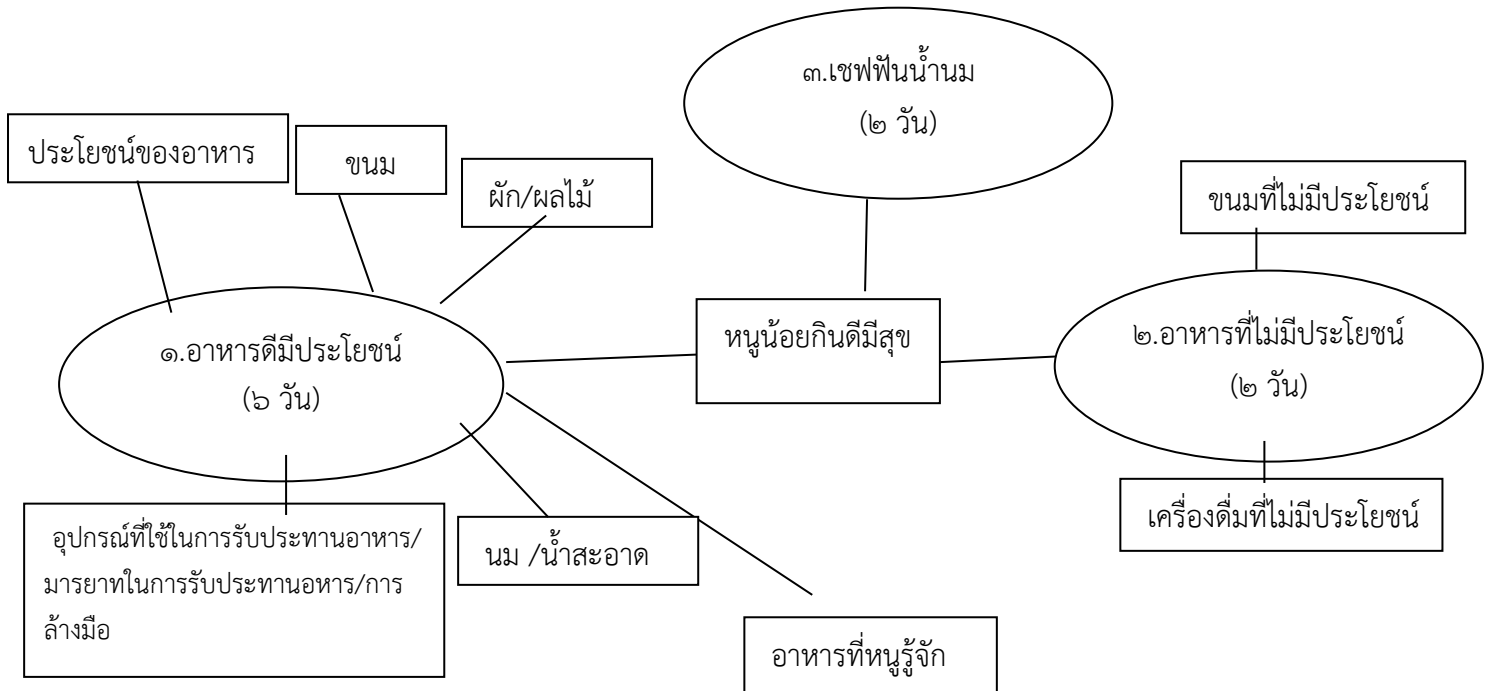 ๓.เชฟฟันน้ำนม
(๒ วัน)
ประโยชน์ของอาหาร
ขนม
ผัก/ผลไม้
ขนมที่ไม่มีประโยชน์
๑.อาหารดีมีประโยชน์
(๖ วัน)
หนูน้อยกินดีมีสุข
๒.อาหารที่ไม่มีประโยชน์
(๒ วัน)
อุปกรณ์ที่ใช้ในการรับประทานอาหาร/
มารยาทในการรับประทานอหาร/การ
ล้างมือ
นม /น้ำสะอาด
เครื่องดื่มที่ไม่มีประโยชน์
อาหารที่หนูรู้จัก